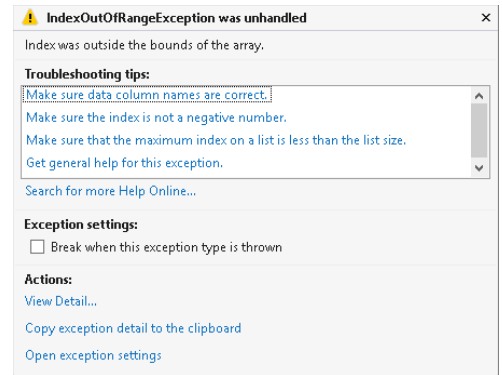 IndexOutOfRangeException was unhandled
Index was outside the bounds of the array.
Troubleshooting tips:
Make sure data column names are correct.
Make sure the index is not a negative number.
Make sure that the maximum index on a list is less than the list size.
Get general help for this exception.
Search for more Help Online...
Exception settings:
Break when this exception type is thrown
Actions:
View Detail...
Copy exception detail to the clipboard
Open exception settings